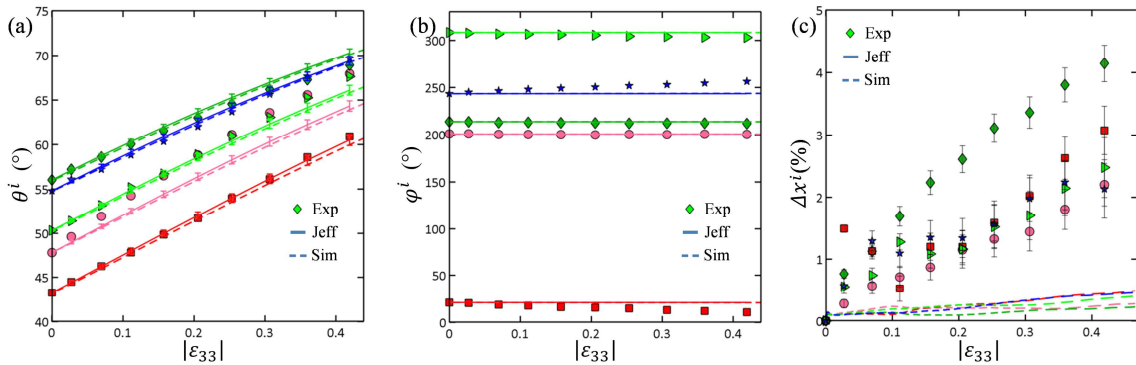 (a)
75
70
65
60
55
50
45
40
θ^i (°)
0
0.1
0.2
0.3
0.4
|ε₃₃|
Exp
Jeff
Sim
(b)
300
250
200
150
100
50
0
φ^i (°)
0
0.1
0.2
0.3
0.4
|ε₃₃|
Exp
Jeff
Sim
(c)
5
4
3
2
1
0
Δx^i(%)
0
0.1
0.2
0.3
0.4
|ε₃₃|
Exp
Jeff
Sim